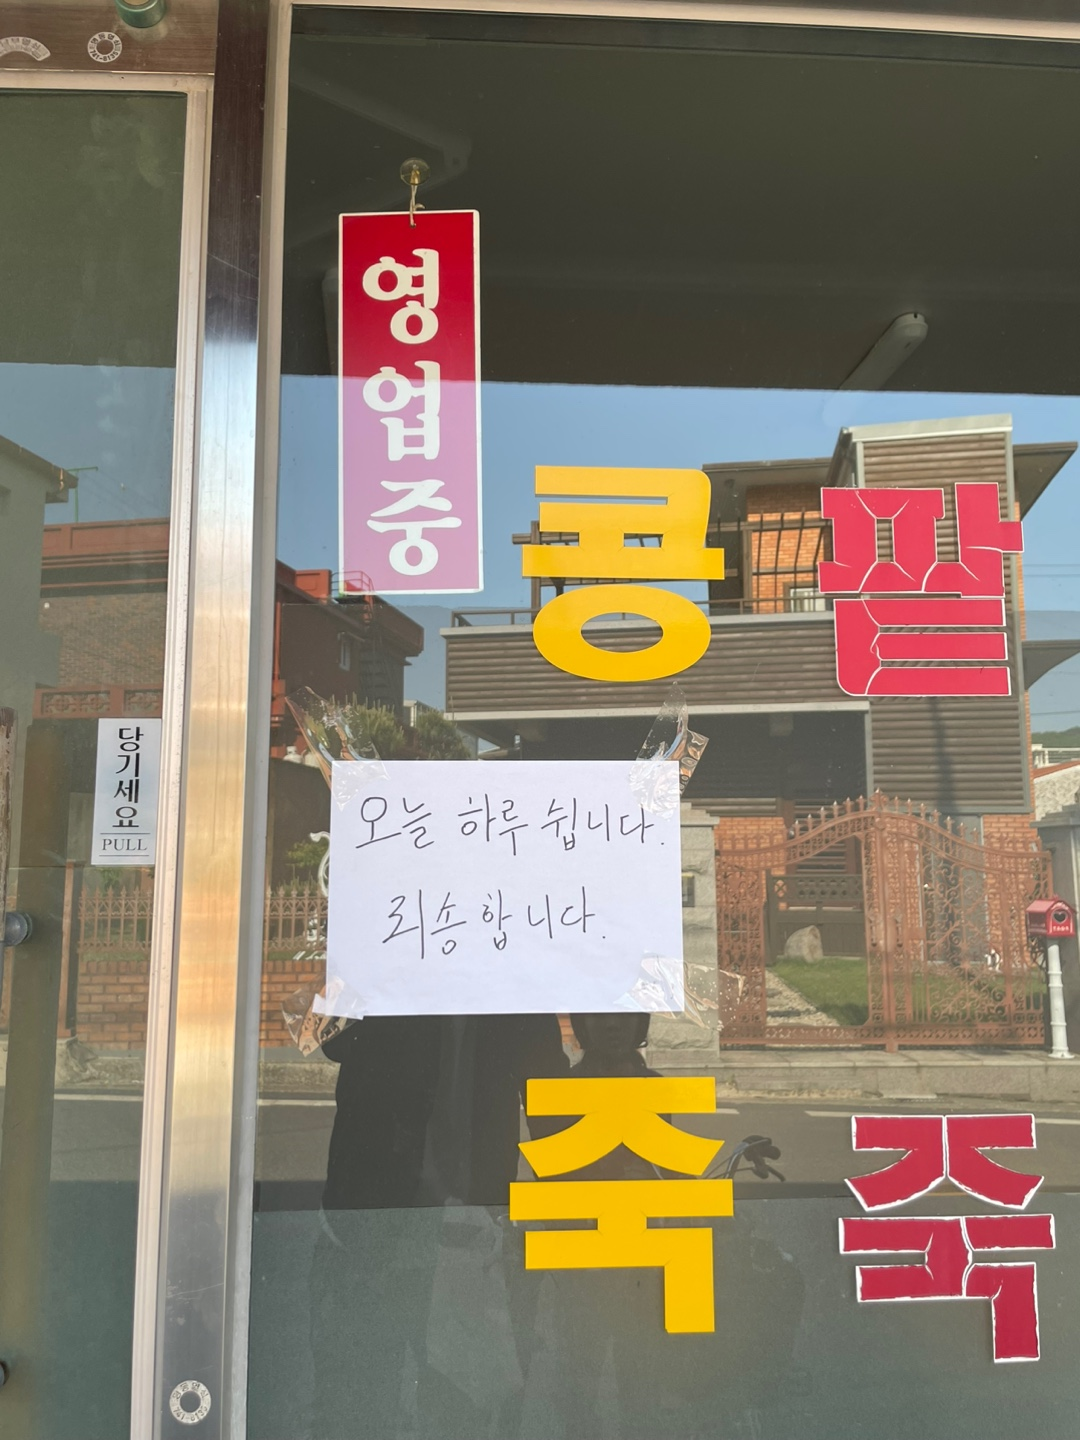 영업중
콩죽
팥죽
당기세요
PULL
오늘 하루 쉽니다.
죄송합니다.